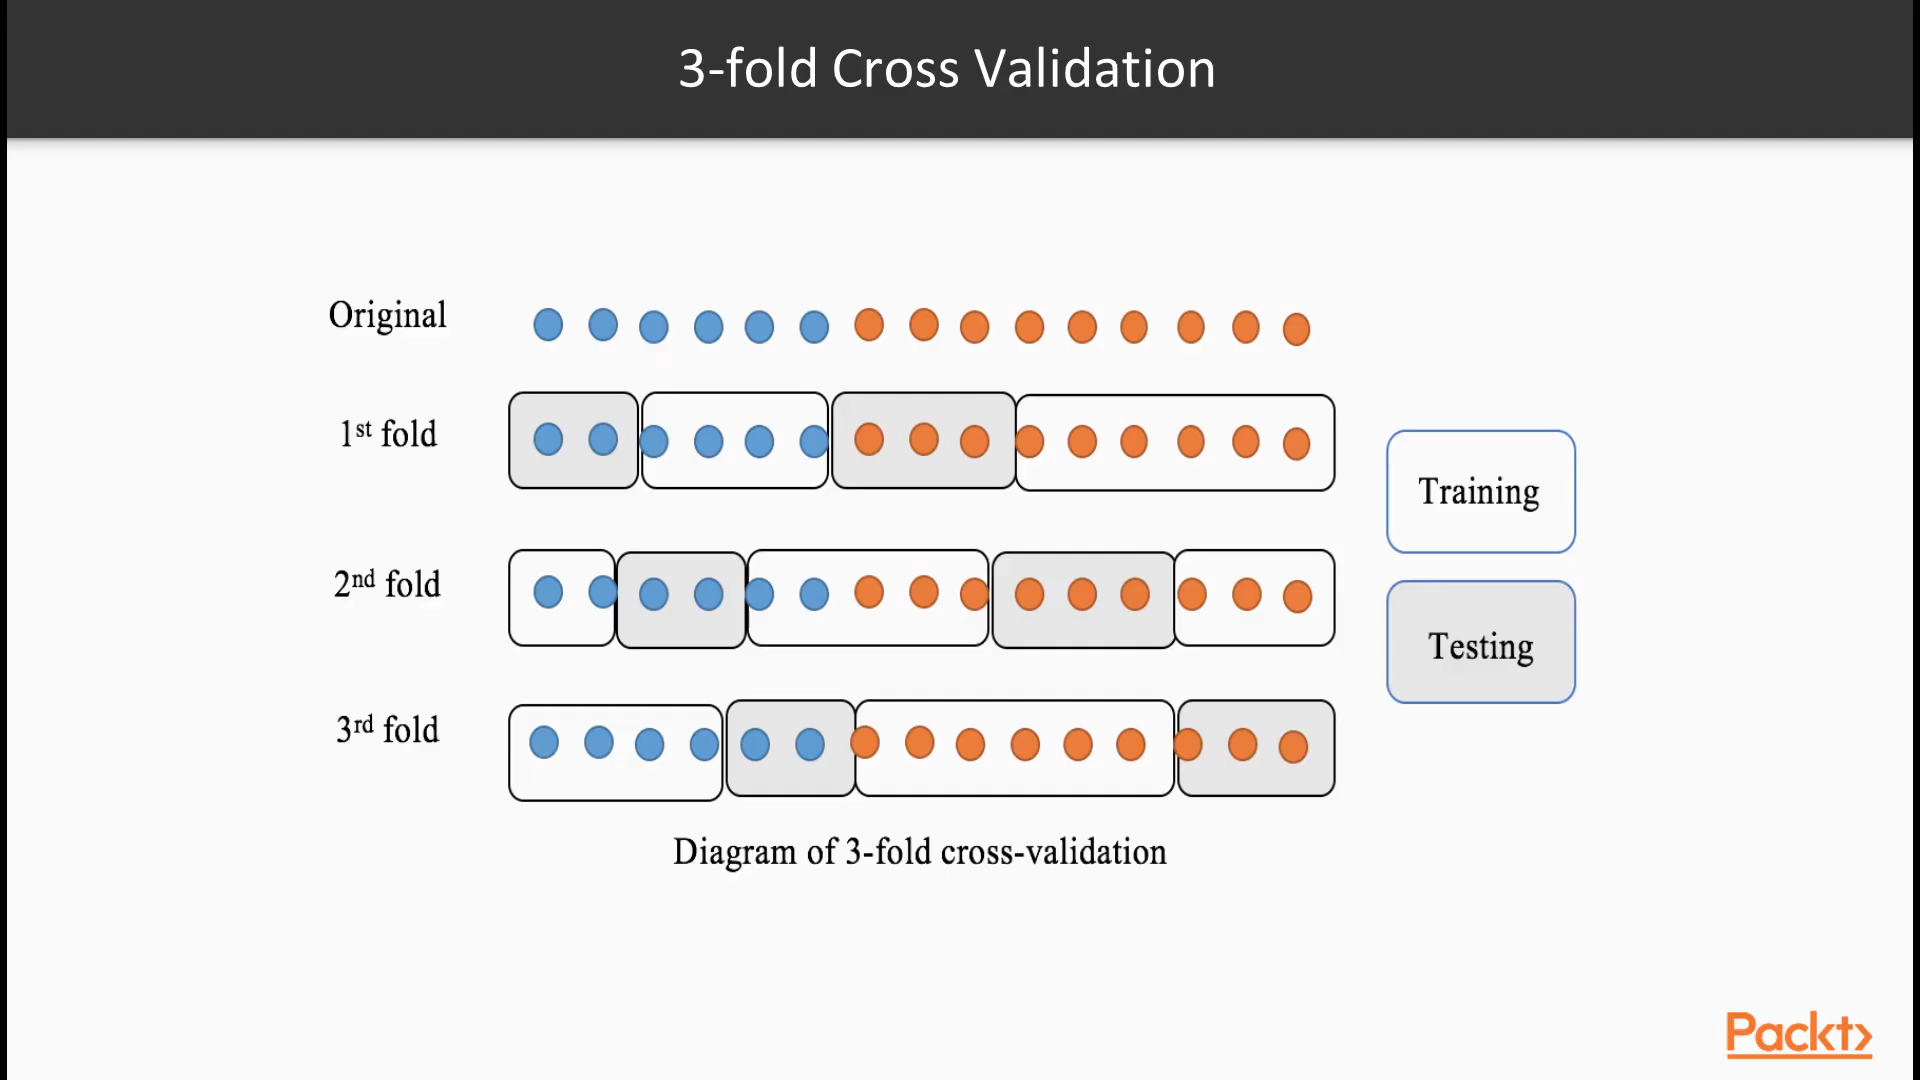 3-fold Cross Validation
Original
1st fold
2nd fold
3rd fold
Training
Testing
Diagram of 3-fold cross-validation
Packt>